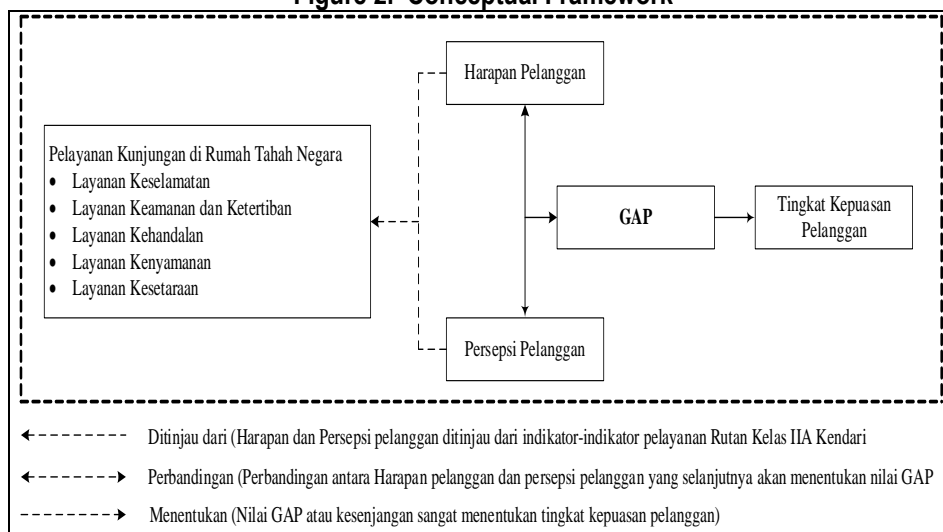 Figure 2. Conceptual Framework
Harapan Pelanggan
Pelayanan Kunjungan di Rumah Tahah Negara
• Layanan Keselamatan
• Layanan Keamanan dan Ketertiban
• Layanan Kehandalan
• Layanan Kenyamanan
• Layanan Kesetaraan
GAP
Tingkat Kepuasan
Pelanggan
Persepsi Pelanggan
Ditinjau dari (Harapan dan Persepsi pelanggan ditinjau dari indikator-indikator pelayanan Rutan Kelas IIA Kendari
Perbandingan (Perbandingan antara Harapan pelanggan dan persepsi pelanggan yang selanjutnya akan menentukan nilai GAP
Menentukan (Nilai GAP atau kesenjangan sangat menentukan tingkat kepuasan pelanggan)